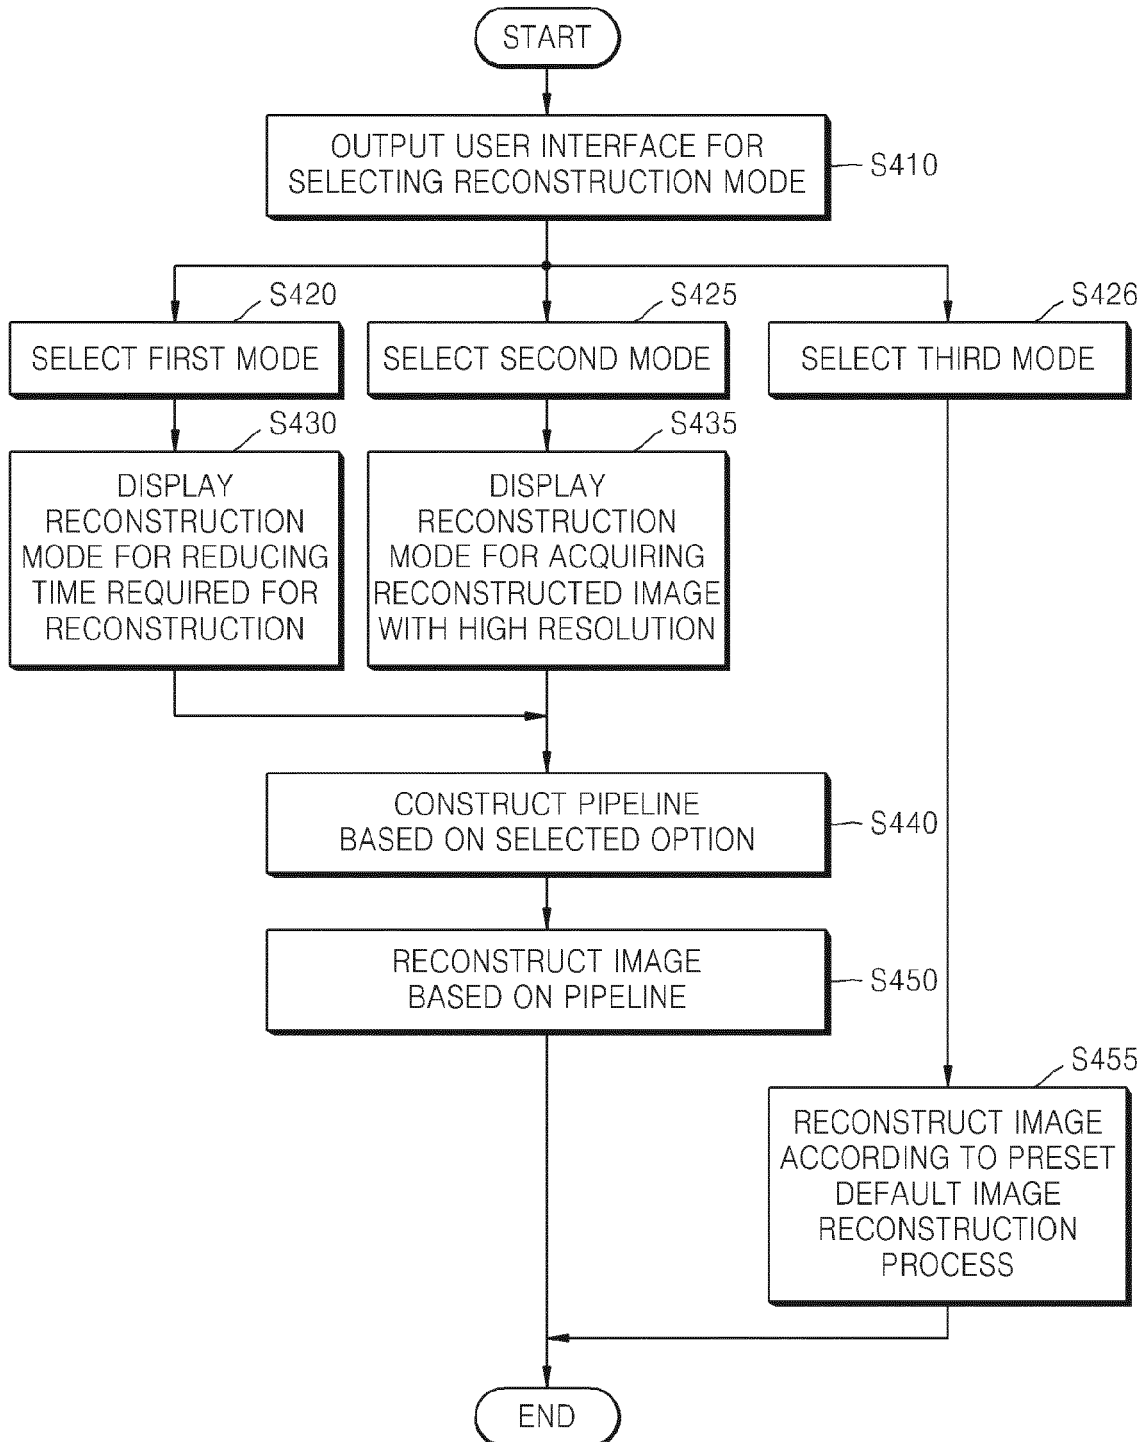 START
OUTPUT USER INTERFACE FOR
SELECTING RECONSTRUCTION MODE
S410
S420
SELECT FIRST MODE
S425
SELECT SECOND MODE
S426
SELECT THIRD MODE
S430
DISPLAY
RECONSTRUCTION
MODE FOR REDUCING
TIME REQUIRED FOR
RECONSTRUCTION
S435
DISPLAY
RECONSTRUCTION
MODE FOR ACQUIRING
RECONSTRUCTED IMAGE
WITH HIGH RESOLUTION
CONSTRUCT PIPELINE
BASED ON SELECTED OPTION
S440
RECONSTRUCT IMAGE
BASED ON PIPELINE
S450
S455
RECONSTRUCT IMAGE
ACCORDING TO PRESET
DEFAULT IMAGE
RECONSTRUCTION
PROCESS
END